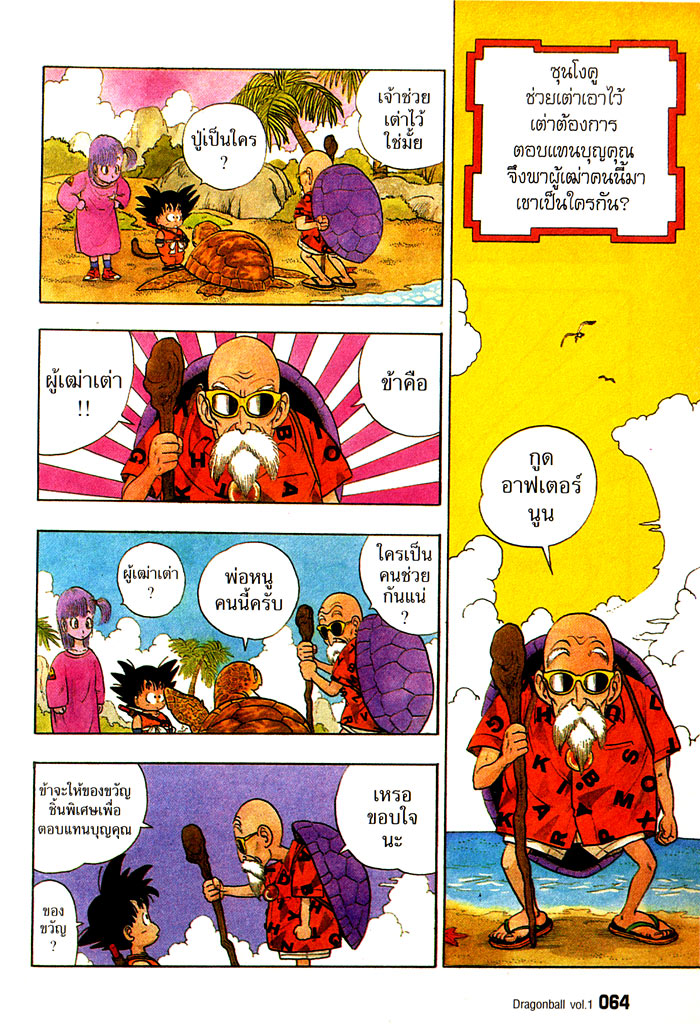 ซุนโงคู
ช่วยเต่าเอาไว้
เต่าต้องการ
ตอบแทนบุญคุณ
จึงพาผู้เฒ่าคนนี้มา
เขาเป็นใครกัน?
กูด
อาฟเตอร์
นูน
เจ้าช่วย
เต่าไว้
ใช่มั้ย
ปู่เป็นใคร
?
ข้าคือ
ผู้เฒ่าเต่า
!!
ใครเป็น
คนช่วย
กันแน่
?
พ่อหนู
คนนี้ครับ
ผู้เฒ่าเต่า
?
เหรอ
ขอบใจ
นะ
ข้าจะให้ของขวัญ
ชิ้นพิเศษเพื่อ
ตอบแทนบุญคุณ
ของ
ขวัญ
?
Dragonball vol.1 064